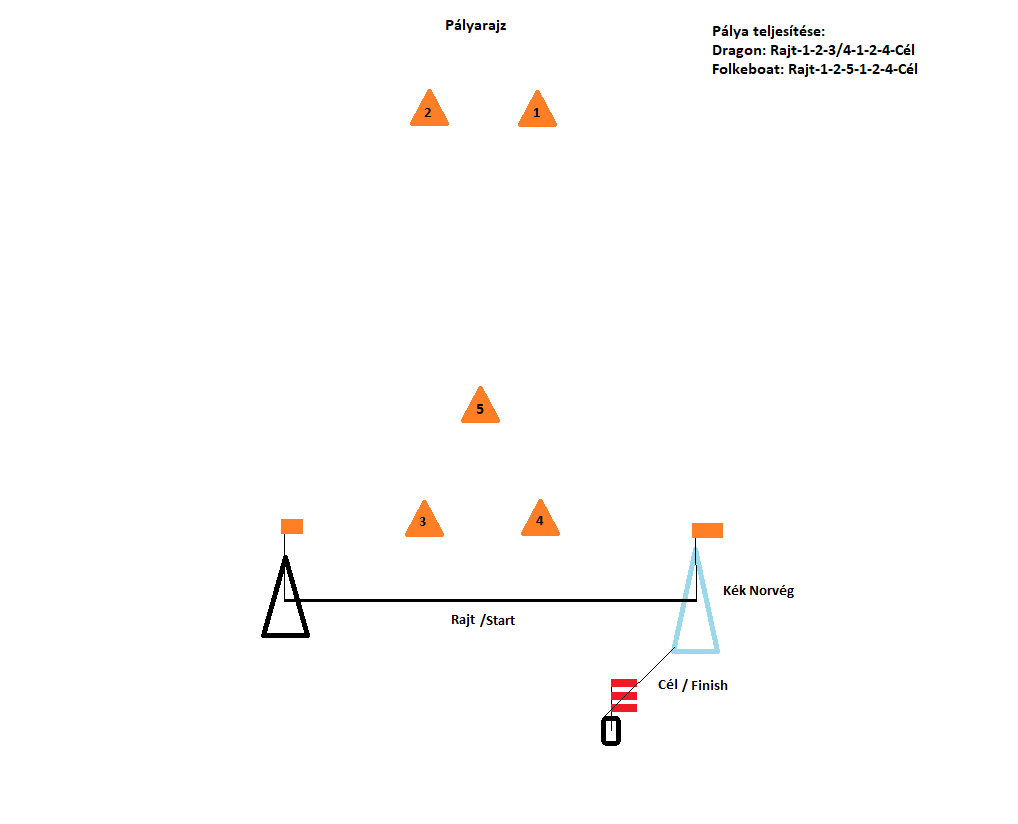 Pályarajz
Pálya teljesítése:
Dragon: Rajt-1-2-3/4-1-2-4-Cél
Folkeboat: Rajt-1-2-5-1-2-4-Cél
2
1
5
3
4
Kék Norvég
Rajt /Start
Cél / Finish